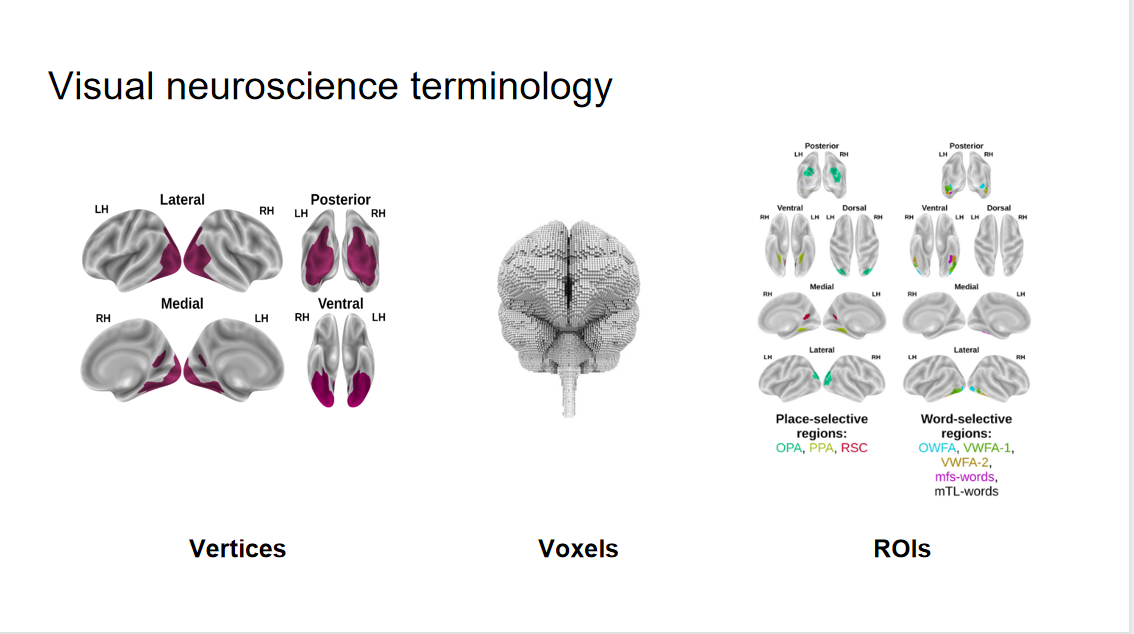 Visual neuroscience terminology
Lateral
LH
RH
Posterior
LH
RH
Medial
RH
LH
Ventral
RH
LH
Posterior
LH
RH
Ventral
RH
LH
Dorsal
LH
RH
Medial
RH
LH
Lateral
LH
RH
Place-selective
regions:
OPA, PPA, RSC
Posterior
LH
RH
Ventral
RH
LH
Dorsal
LH
RH
Medial
RH
LH
Lateral
LH
RH
Word-selective
regions:
OWFA, VWFA-1,
VWFA-2,
mfs-words,
mTL-words
Vertices
Voxels
ROIs